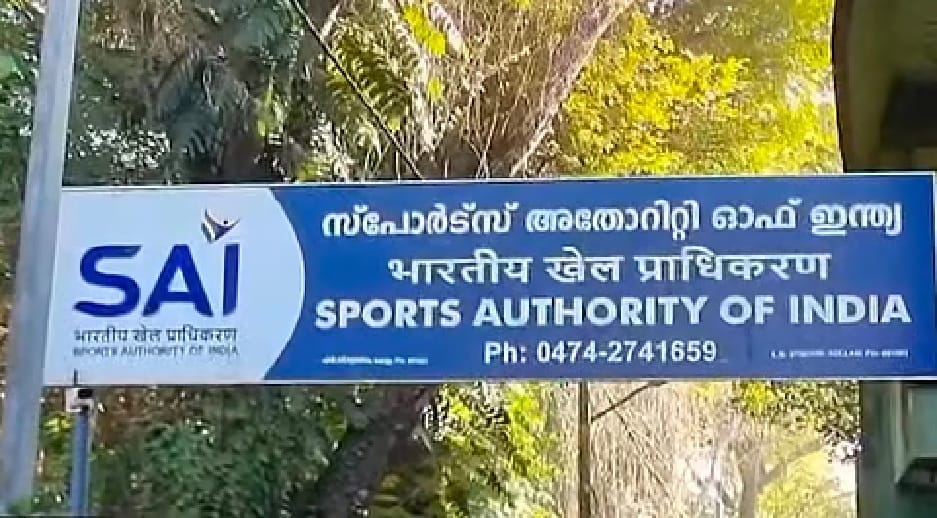 SAI
भारतीय खेल प्राधिकरण
SPORTS AUTHORITY OF INDIA
സ്പോർട്സ് അതോറിറ്റി ഓഫ് ഇന്ത്യ
भारतीय खेल प्राधिकरण
SPORTS AUTHORITY OF INDIA
Ph: 0474-2741659